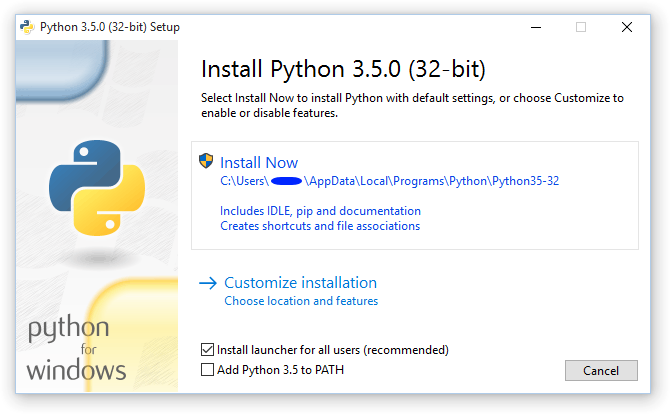 Python 3.5.0 (32-bit) Setup
Install Python 3.5.0 (32-bit)
Select Install Now to install Python with default settings, or choose Customize to
enable or disable features.
Install Now
C:\Users\ \AppData\Local\Programs\Python\Python35-32
Includes IDLE, pip and documentation
Creates shortcuts and file associations
Customize installation
Choose location and features
python
for
windows
Install launcher for all users (recommended)
Add Python 3.5 to PATH
Cancel